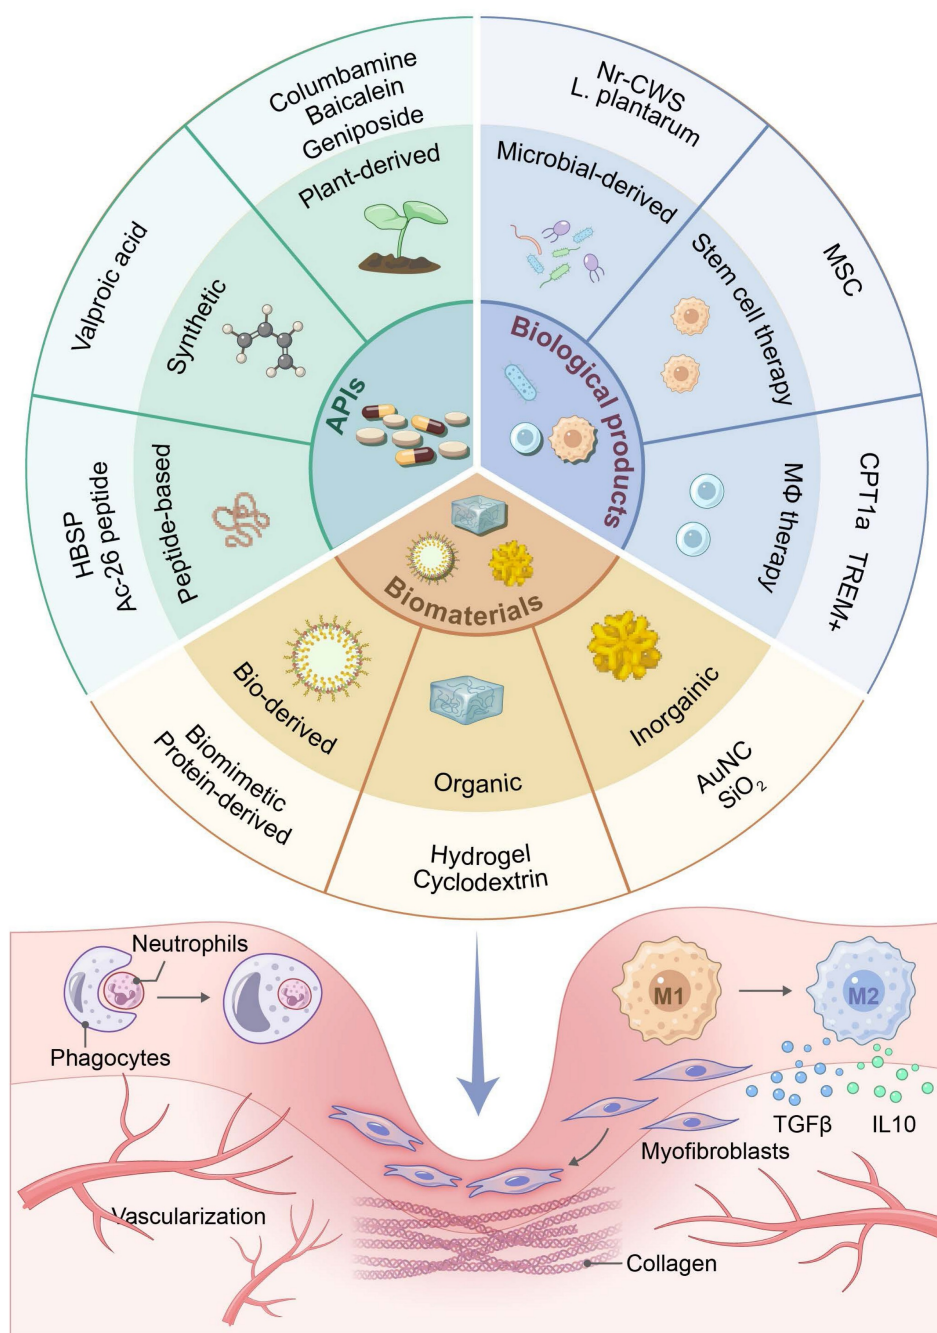 Columbamine
Baicalein
Geniposide
Plant-derived
Nr-CWS
L. plantarum
Microbial-derived
Valproic acid
Synthetic
MSC
Stem cell therapy
APIs
Biological products
HBSP
Ac-26 peptide
Peptide-based
CPT1a TREM+
MΦ therapy
Biomaterials
Bio-derived
Biomimetic
Protein-derived
Organic
Hydrogel
Cyclodextrin
Inorgainic
AuNC
SiO₂
Neutrophils
Phagocytes
M1
M2
TGFβ
IL10
Myofibroblasts
Vascularization
Collagen